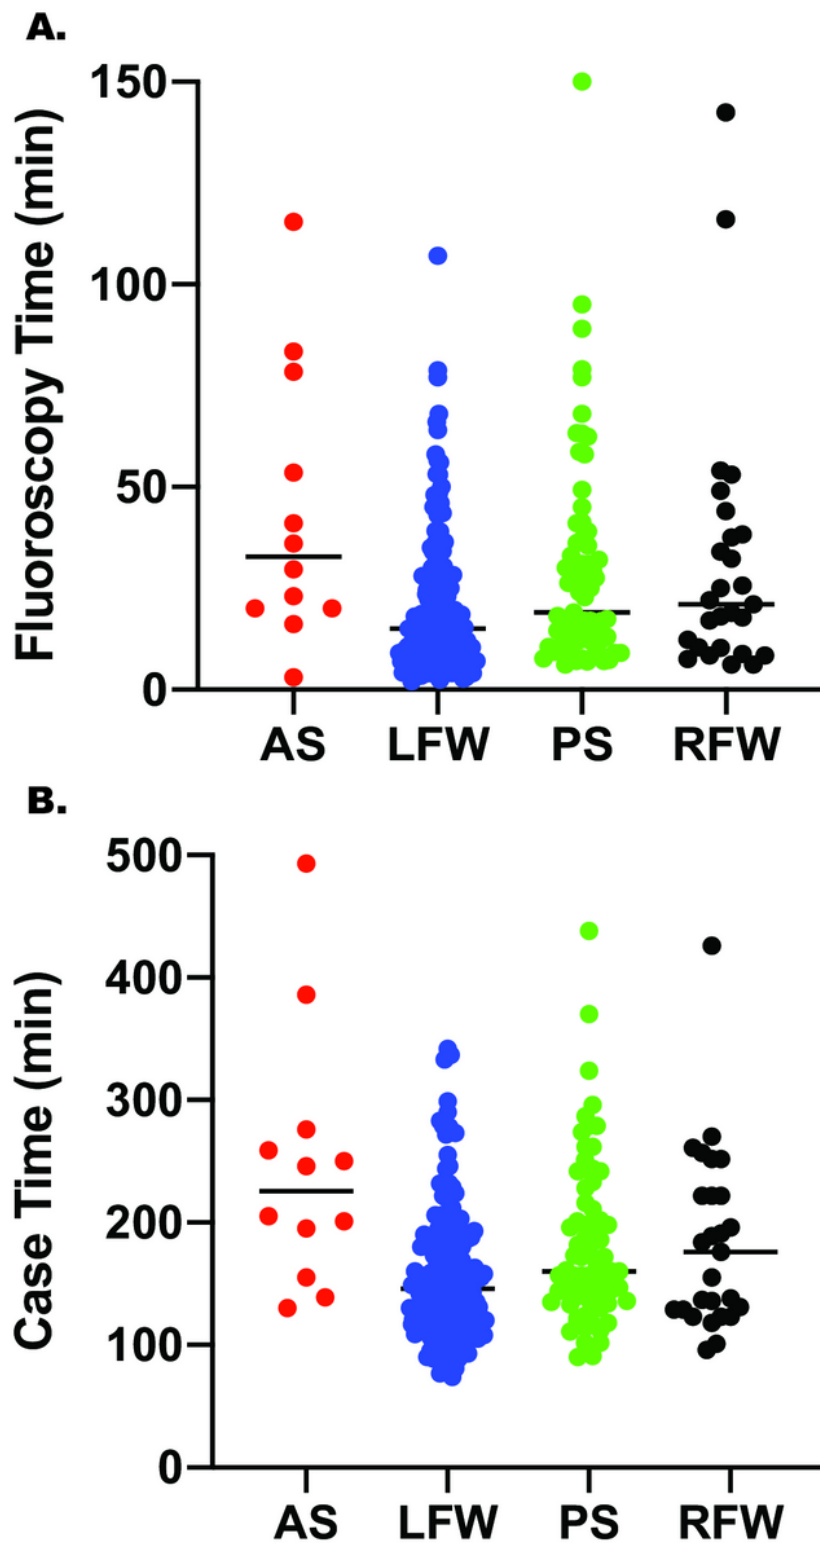 A.
Fluoroscopy Time (min)
150
100
50
0
AS LFW PS RFW
B.
Case Time (min)
500
400
300
200
100
0
AS LFW PS RFW